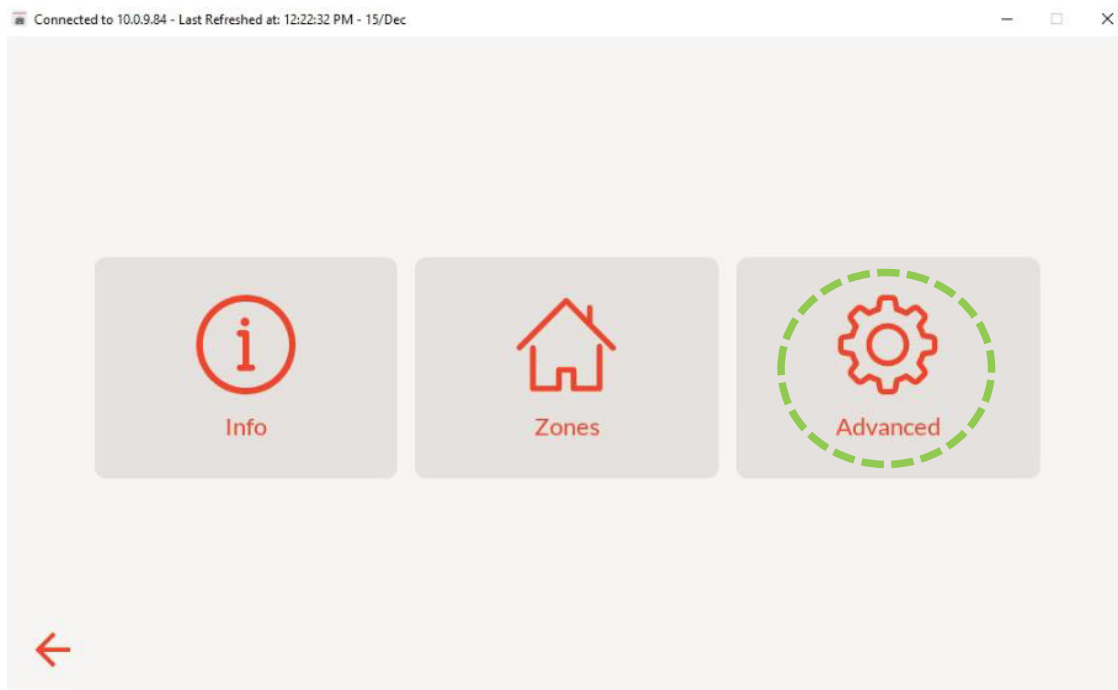 Connected to 10.0.9.84 - Last Refreshed at: 12:22:32 PM - 15/Dec
Info
Zones
Advanced